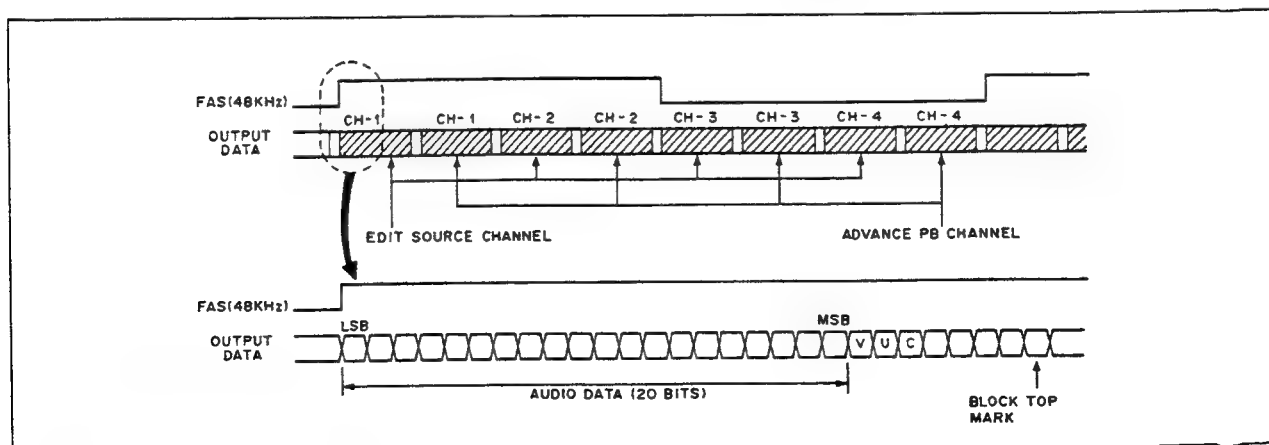 FAS(48KHz)
CH-1 CH-1 CH-2 CH-2 CH-3 CH-3 CH-4 CH-4
OUTPUT
DATA
EDIT SOURCE CHANNEL
ADVANCE PB CHANNEL
FAS(48KHz)
LSB MSB
OUTPUT
DATA
V U C
AUDIO DATA (20 BITS)
BLOCK TOP
MARK